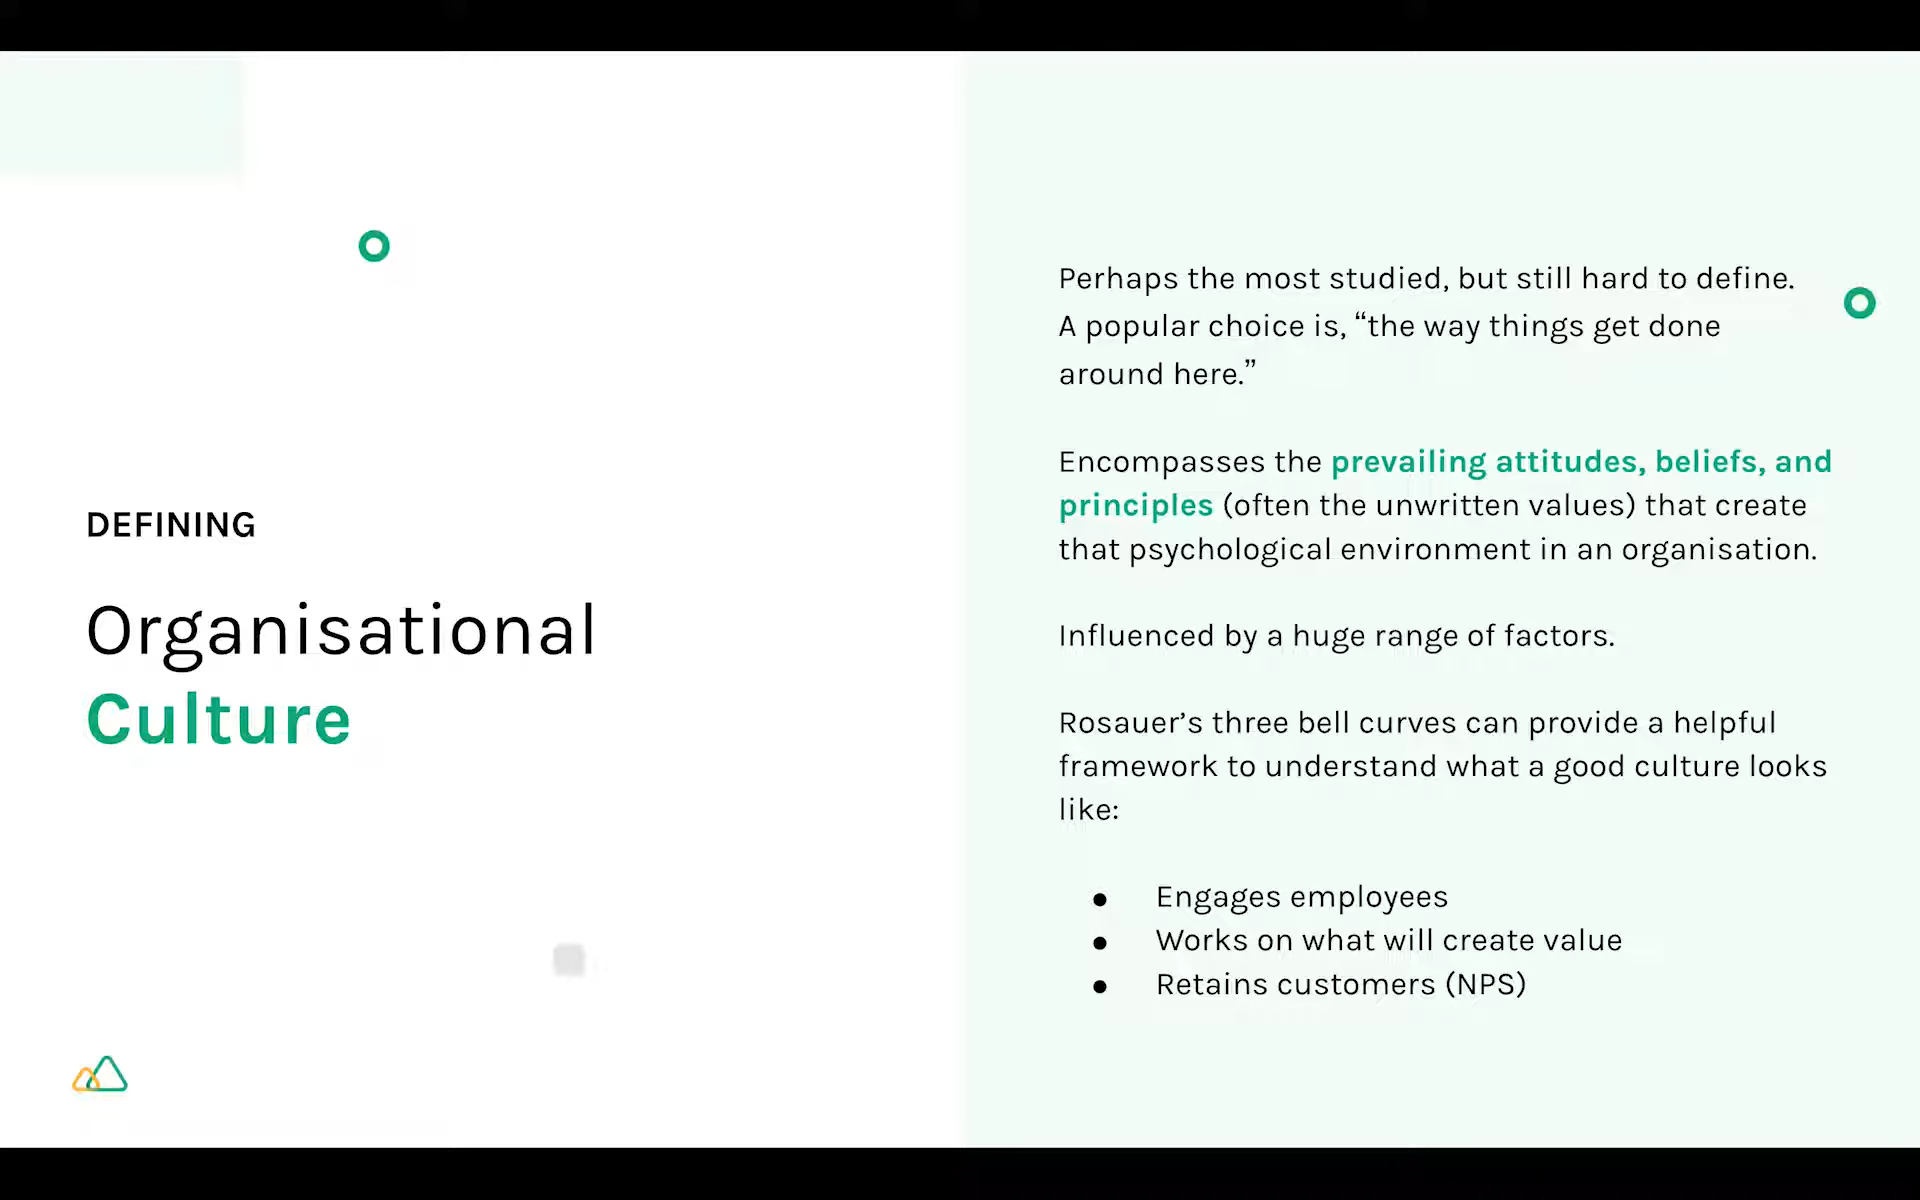 DEFINING
Organisational
Culture
Perhaps the most studied, but still hard to define.
A popular choice is, “the way things get done
around here.”
Encompasses the prevailing attitudes, beliefs, and
principles (often the unwritten values) that create
that psychological environment in an organisation.
Influenced by a huge range of factors.
Rosauer’s three bell curves can provide a helpful
framework to understand what a good culture looks
like:
● Engages employees
● Works on what will create value
● Retains customers (NPS)